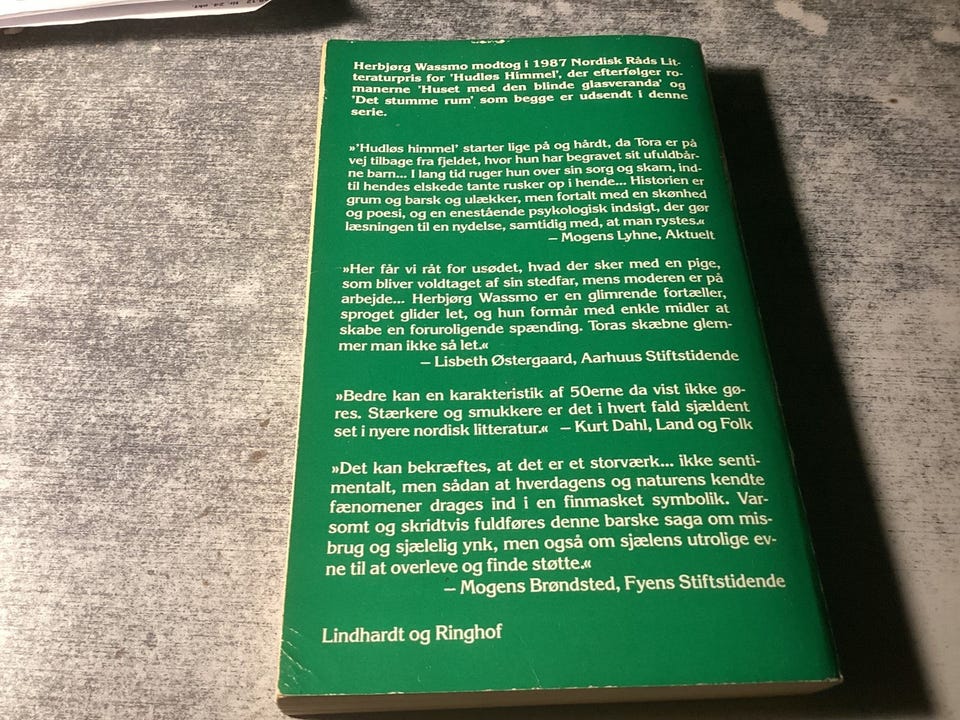 nr. 24 okt.
Herbjørg Wassmo modtog i 1987 Nordisk Råds Lit-
teraturpris for 'Hudløs Himmel', der efterfølger ro-
manerne 'Huset med den blinde glasveranda' og
'Det stumme rum' som begge er udsendt i denne
serie.
»'Hudløs himmel' starter lige på og hårdt, da Tora er på
vej tilbage fra fjeldet, hvor hun har begravet sit ufuldbår-
ne barn... I lang tid ruger hun over sin sorg og skam, ind-
til hendes elskede tante rusker op i hende... Historien er
grum og barsk og ulækker, men fortalt med en skønhed
og poesi, og en enestående psykologisk indsigt, der gør
læsningen til en nydelse, samtidig med, at man rystes.«
– Mogens Lyhne, Aktuelt
»Her får vi råt for usødet, hvad der sker med en pige,
som bliver voldtaget af sin stedfar, mens moderen er på
arbejde... Herbjørg Wassmo er en glimrende fortæller,
sproget glider let, og hun formår med enkle midler at
skabe en foruroligende spænding. Toras skæbne glem-
mer man ikke så let.«
– Lisbeth Østergaard, Aarhuus Stiftstidende
»Bedre kan en karakteristik af 50erne da vist ikke gø-
res. Stærkere og smukkere er det i hvert fald sjældent
set i nyere nordisk litteratur.« – Kurt Dahl, Land og Folk
»Det kan bekræftes, at det er et storværk... ikke senti-
mentalt, men sådan at hverdagens og naturens kendte
fænomener drages ind i en finmasket symbolik. Var-
somt og skridtvis fuldføres denne barske saga om mis-
brug og sjælelig ynk, men også om sjælens utrolige ev-
ne til at overleve og finde støtte.«
– Mogens Brøndsted, Fyens Stiftstidende
Lindhardt og Ringhof